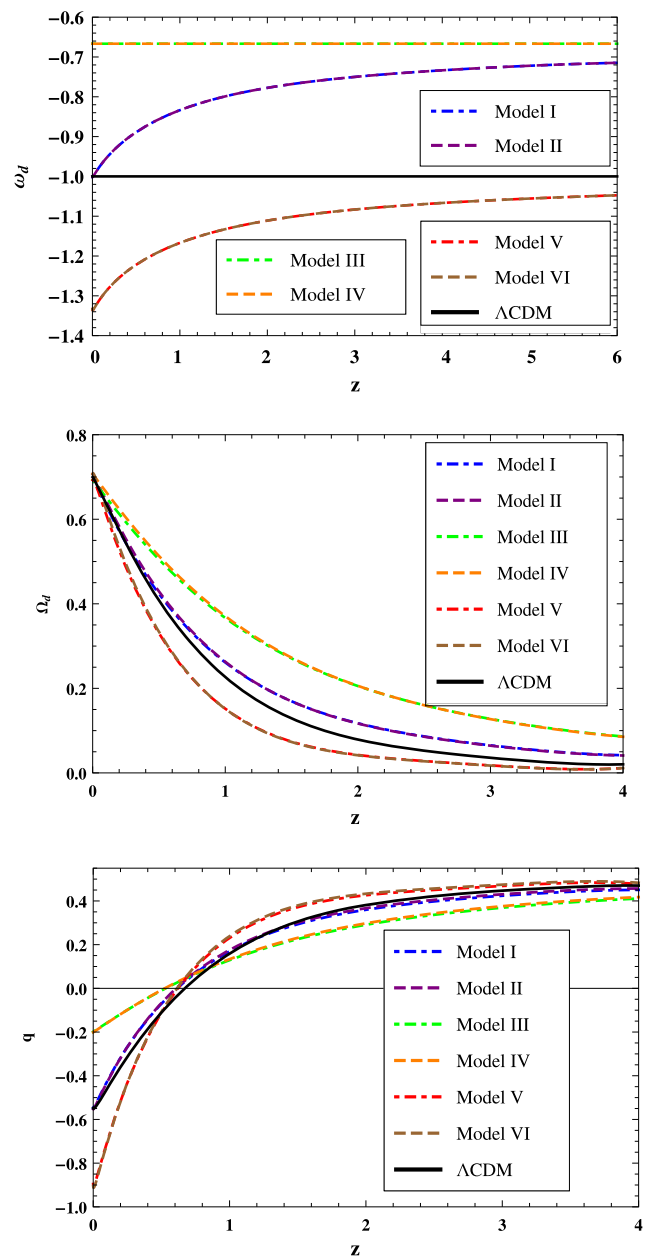 −0.6
−0.7
−0.8
−0.9
−1.0
−1.1
−1.2
−1.3
−1.4
ω_d
Model I
Model II
Model III
Model IV
Model V
Model VI
ΛCDM
0 1 2 3 4 5 6
z
0.8
0.6
0.4
0.2
0.0
Ω_d
Model I
Model II
Model III
Model IV
Model V
Model VI
ΛCDM
0 1 2 3 4
z
0.4
0.2
0.0
−0.2
−0.4
−0.6
−0.8
−1.0
q
Model I
Model II
Model III
Model IV
Model V
Model VI
ΛCDM
0 1 2 3 4
z